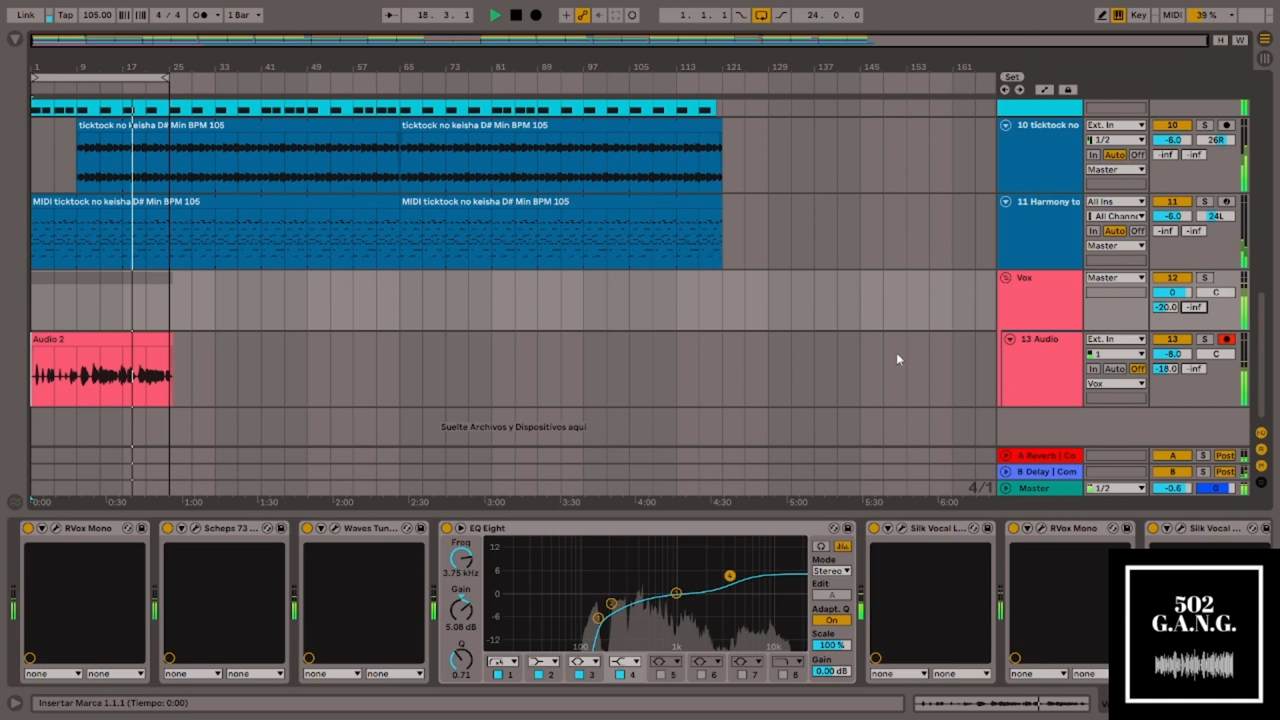 Link Tap 105.00 4 / 4 1 Bar 18. 3. 1 1. 1. 1 24. 0. 0 Key MIDI 39 %
H W
1 9 17 25 33 41 49 57 65 73 81 89 97 105 113 121 129 137 145 153 161
Set
ticktock no keisha D# Min BPM 105 ticktock no keisha D# Min BPM 105 10 ticktock no Ext. In 10 S
1/2 -6.0 26R
In Auto Off -inf -inf
Master
MIDI ticktock no keisha D# Min BPM 105 MIDI ticktock no keisha D# Min BPM 105 11 Harmony to All Ins 11 S
All Channe -6.0 24L
In Auto Off -inf -inf
Master
Vox Master 12 S
0 C
-20.0 -inf
Audio 2 13 Audio Ext. In 13 S
1 -8.0 C
In Auto Off -18.0 -inf
Vox
Suelte Archivos y Dispositivos aquí
A Reverb | Co A S Post
B Delay | Com B S Post
Master 1/2 -0.6 0
4/1
0:00 0:30 1:00 1:30 2:00 2:30 3:00 3:30 4:00 4:30 5:00 5:30 6:00
RVox Mono Scheps 73 ... Waves Tun... EQ Eight Silk Vocal L... RVox Mono Silk Vocal ...
Freq
3.75 kHz
Gain
5.08 dB
Q
0.71
12
6
0
-6
-12
100 1k 10k
1 2 3 4
Mode
Stereo
Edit
A
Adapt. Q
On
Scale
100 %
Gain
0.00 dB
none none none none none none 1 2 3 4 5 6 7 8 none none none
Insertar Marca 1.1.1 (Tiempo: 0:00)
502
G.A.N.G.